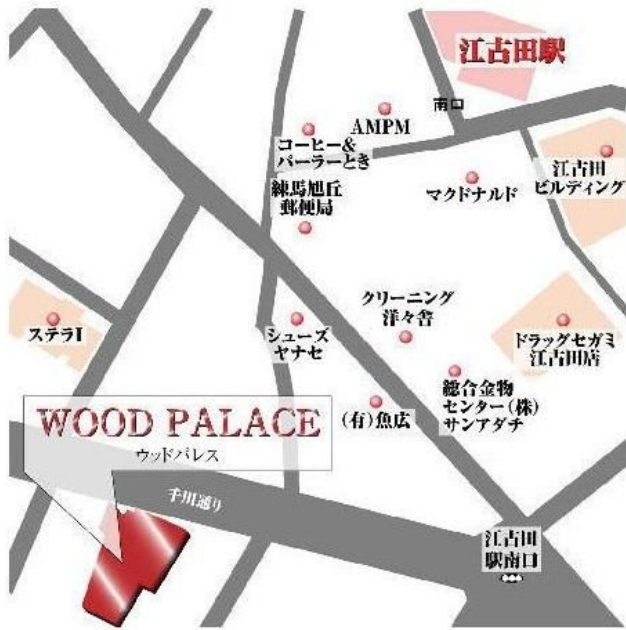 江古田駅
南口
AMPM
コーヒー&
パーラーとき
練馬旭丘
郵便局
マクドナルド
江古田
ビルディング
クリーニング
洋々舎
ステラI
シューズ
ヤナセ
ドラッグセガミ
江古田店
総合金物
センター(株)
サンアダチ
(有)魚広
WOOD PALACE
ウッドパレス
千川通り
江古田
駅南口